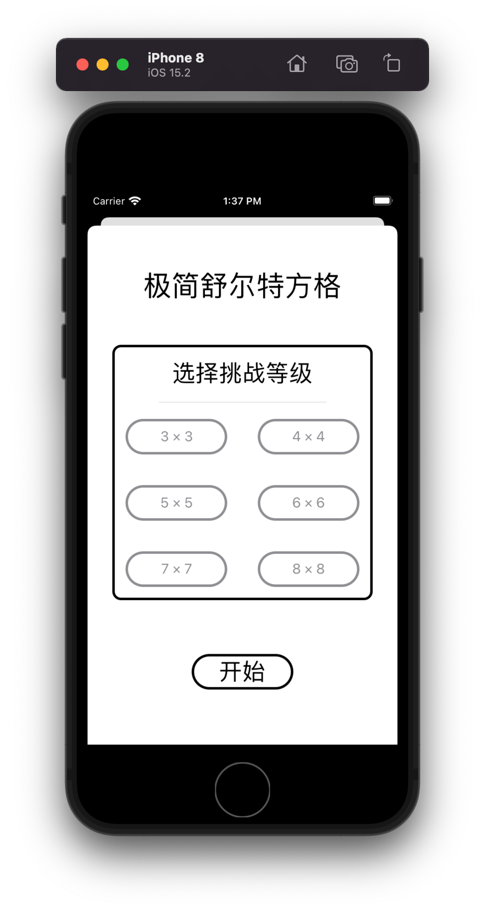 iPhone 8
iOS 15.2
Carrier 1:37 PM
极简舒尔特方格
选择挑战等级
3 × 3 4 × 4
5 × 5 6 × 6
7 × 7 8 × 8
开始